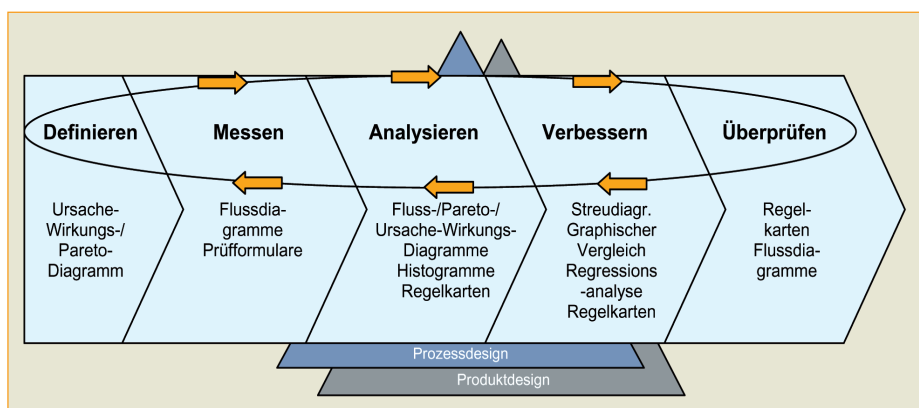 Definieren
Messen
Analysieren
Verbessern
Überprüfen
Ursache-
Wirkungs-/
Pareto-
Diagramm
Flussdia-
gramme
Prüfformulare
Fluss-/Pareto-/
Ursache-Wirkungs-
Diagramme
Histogramme
Regelkarten
Streudiagr.
Graphischer
Vergleich
Regressions
-analyse
Regelkarten
Regel-
karten
Flussdia-
gramme
Prozessdesign
Produktdesign